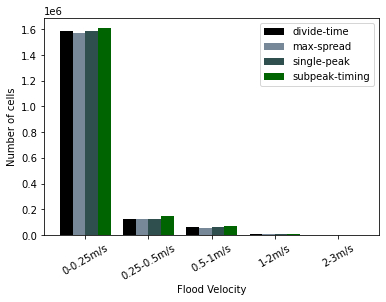 1e6
1.6
1.4
1.2
1.0
0.8
0.6
0.4
0.2
0.0
Number of cells
divide-time
max-spread
single-peak
subpeak-timing
0-0.25m/s
0.25-0.5m/s
0.5-1m/s
1-2m/s
2-3m/s
Flood Velocity